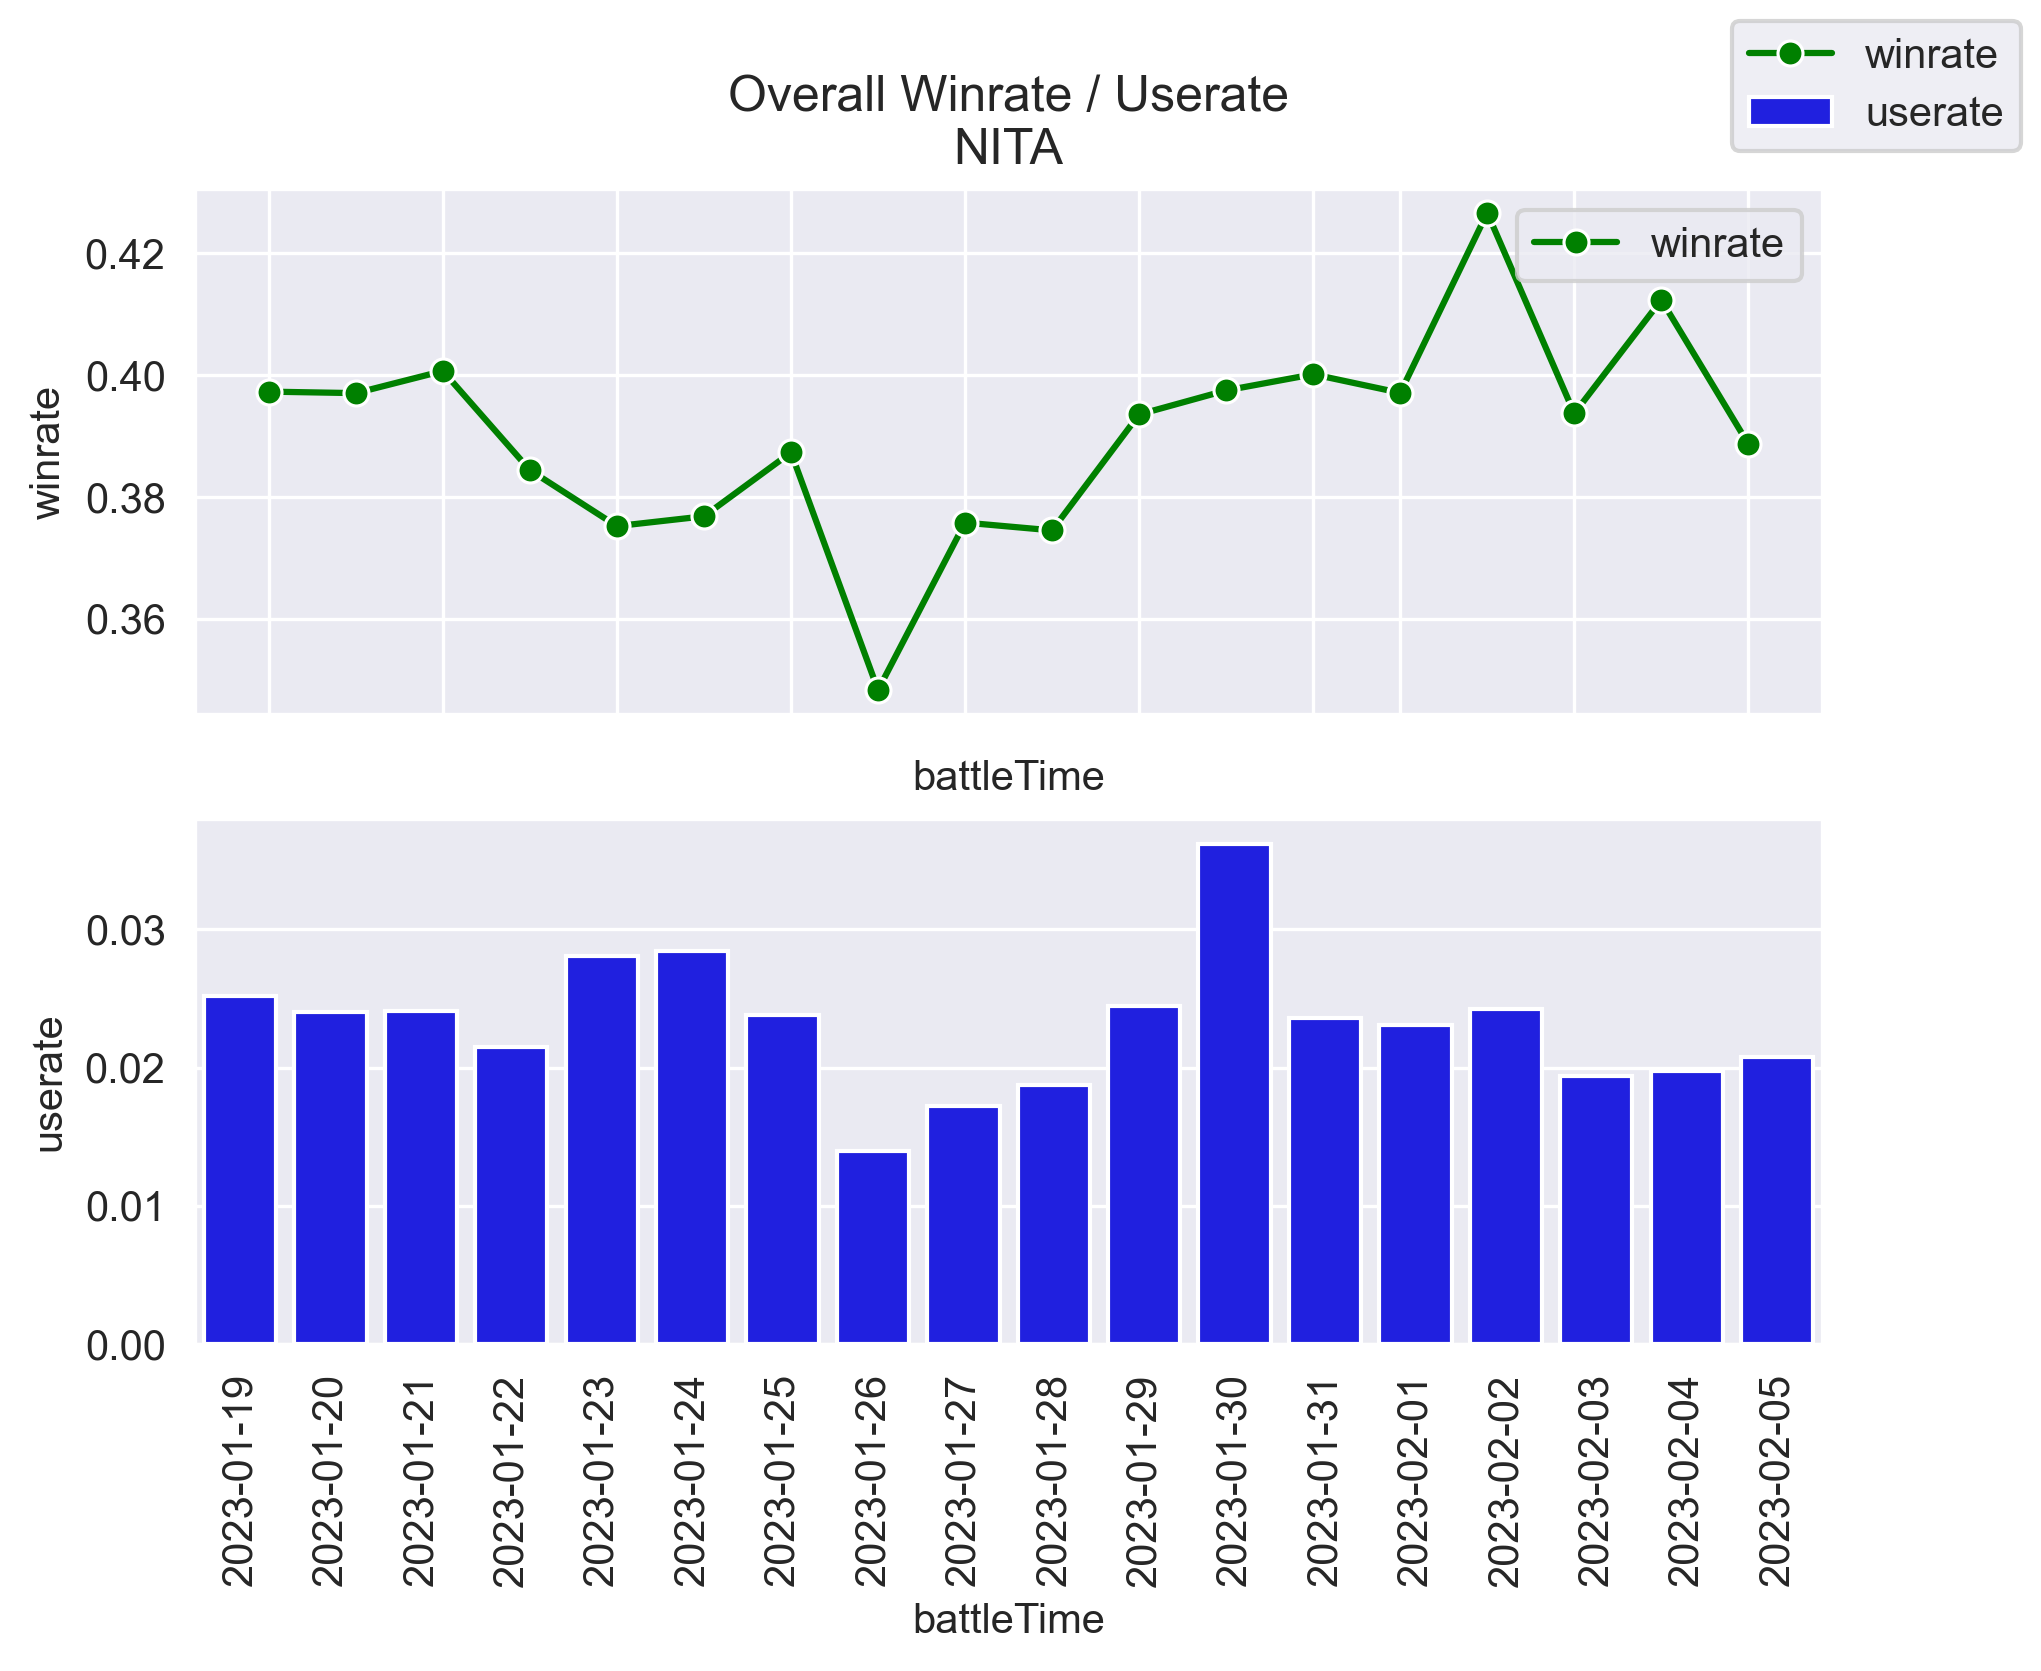 winrate
userate
Overall Winrate / Userate
NITA
winrate
0.42
0.40
0.38
0.36
winrate
battleTime
0.03
0.02
0.01
0.00
userate
2023-01-19
2023-01-20
2023-01-21
2023-01-22
2023-01-23
2023-01-24
2023-01-25
2023-01-26
2023-01-27
2023-01-28
2023-01-29
2023-01-30
2023-01-31
2023-02-01
2023-02-02
2023-02-03
2023-02-04
2023-02-05
battleTime